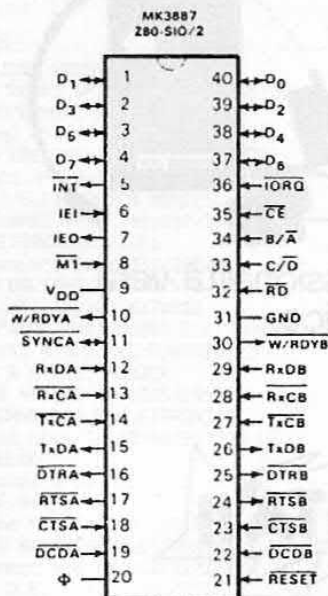 MK3887
Z80-SIO/2
D1 1 40 D0
D3 2 39 D2
D5 3 38 D4
D7 4 37 D6
INT 5 36 IORQ
IEI 6 35 CE
IEO 7 34 B/A
M1 8 33 C/D
VDD 9 32 RD
W/RDYA 10 31 GND
SYNCA 11 30 W/RDYB
RxDA 12 29 RxDB
RxCA 13 28 RxCB
TxCA 14 27 TxCB
TxDA 15 26 TxDB
DTRA 16 25 DTRB
RTSA 17 24 RTSB
CTSA 18 23 CTSB
DCDA 19 22 DCDB
Φ 20 21 RESET